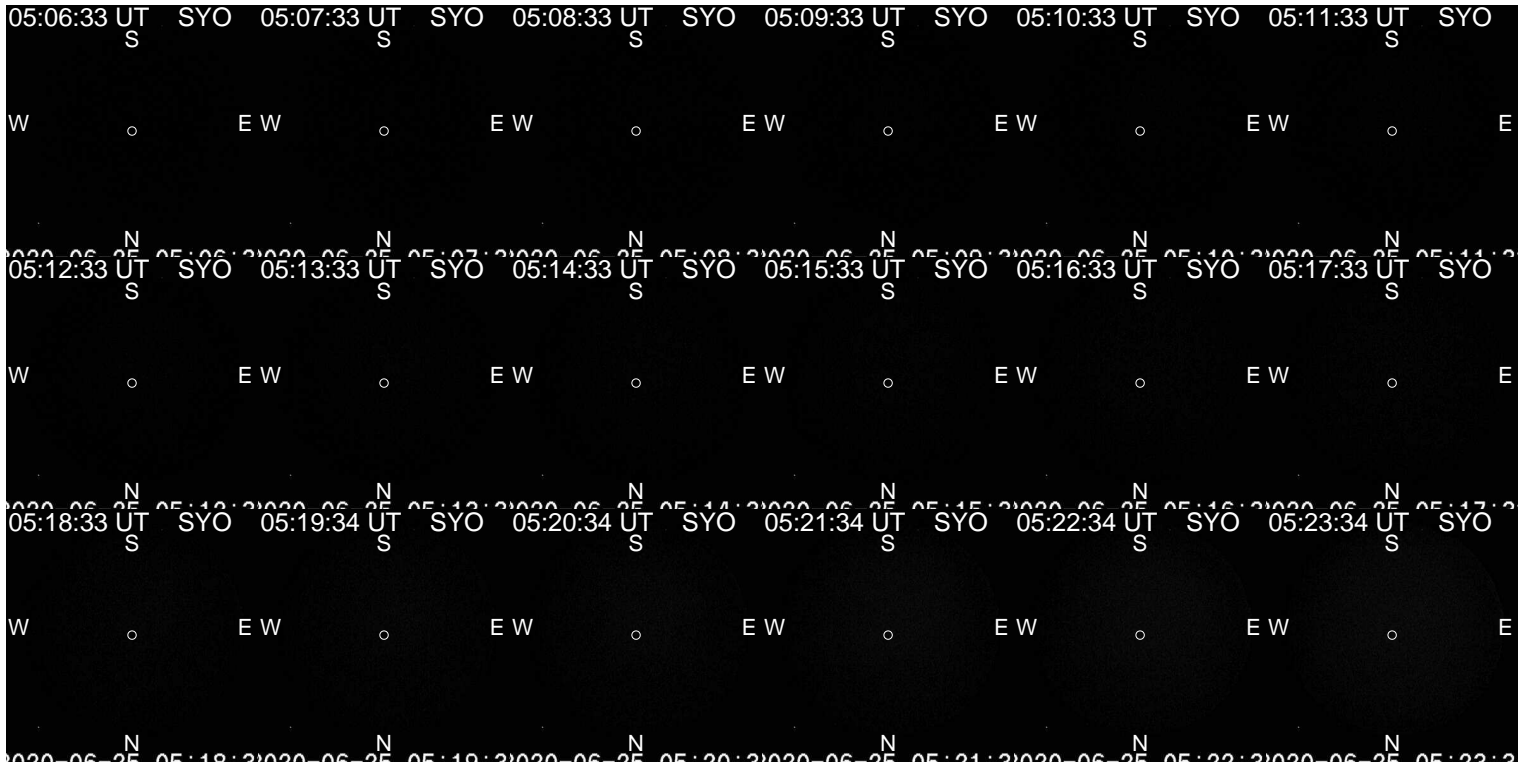 05:06:33 UT SYO 05:07:33 UT SYO 05:08:33 UT SYO 05:09:33 UT SYO 05:10:33 UT SYO 05:11:33 UT SYO
S S S S S S
W E W E W E W E W E W E
N N N N N N
05:12:33 UT SYO 05:13:33 UT SYO 05:14:33 UT SYO 05:15:33 UT SYO 05:16:33 UT SYO 05:17:33 UT SYO
S S S S S S
W E W E W E W E W E W E
N N N N N N
05:18:33 UT SYO 05:19:34 UT SYO 05:20:34 UT SYO 05:21:34 UT SYO 05:22:34 UT SYO 05:23:34 UT SYO
S S S S S S
W E W E W E W E W E W E
N N N N N N